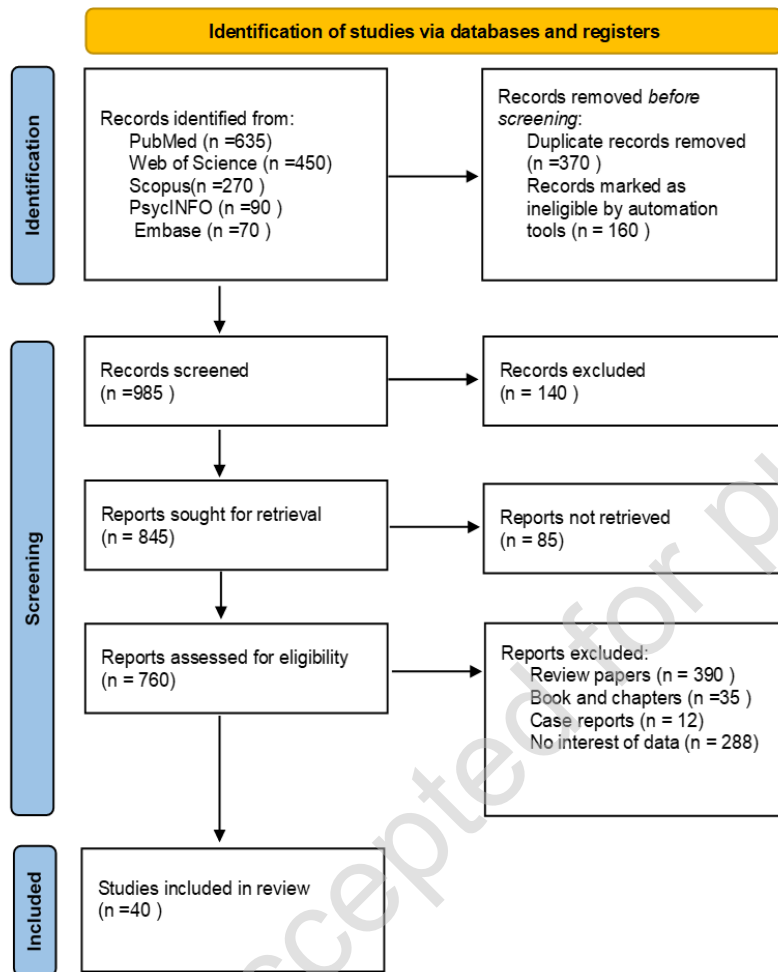 Identification of studies via databases and registers
Identification
Records identified from:
PubMed (n =635)
Web of Science (n =450)
Scopus(n =270 )
PsycINFO (n =90 )
Embase (n =70 )
Records removed before
screening:
Duplicate records removed
(n =370 )
Records marked as
ineligible by automation
tools (n = 160 )
Screening
Records screened
(n =985 )
Records excluded
(n = 140 )
Reports sought for retrieval
(n = 845)
Reports not retrieved
(n = 85)
Reports assessed for eligibility
(n = 760)
Reports excluded:
Review papers (n = 390 )
Book and chapters (n =35 )
Case reports (n = 12)
No interest of data (n = 288)
Included
Studies included in review
(n =40 )